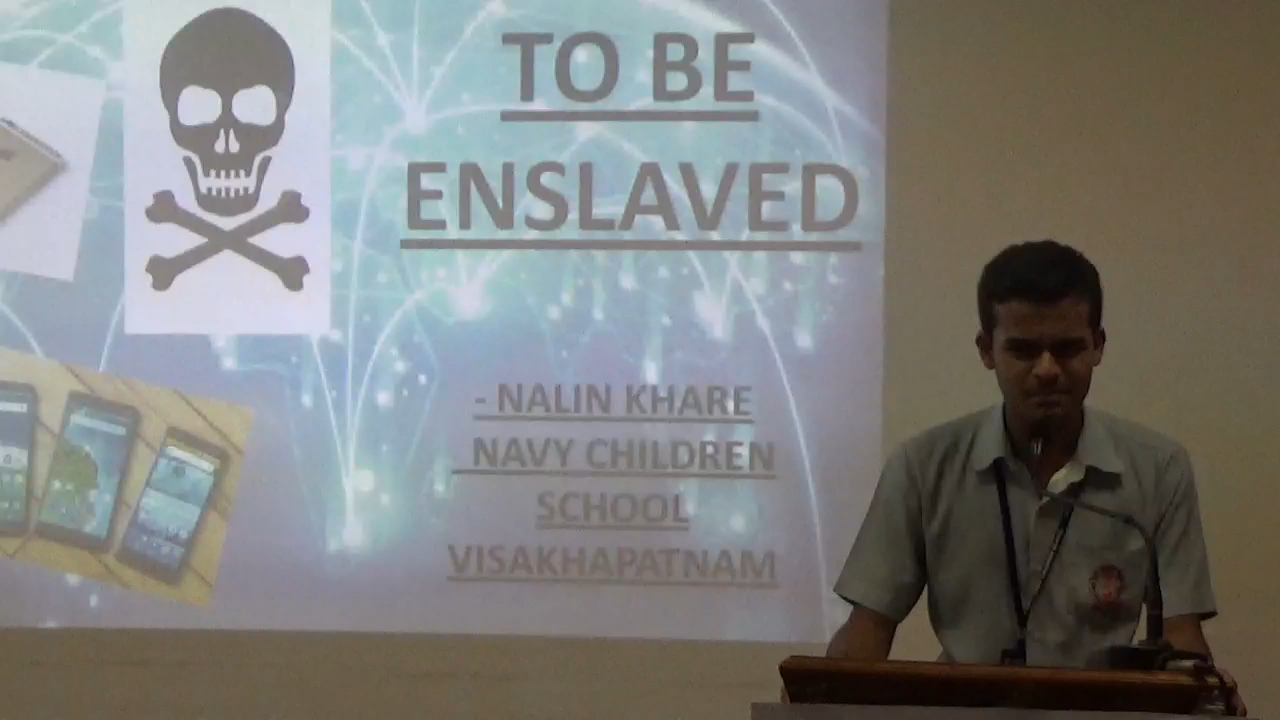 TO BE
ENSLAVED
- NALIN KHARE
NAVY CHILDREN
SCHOOL
VISAKHAPATNAM